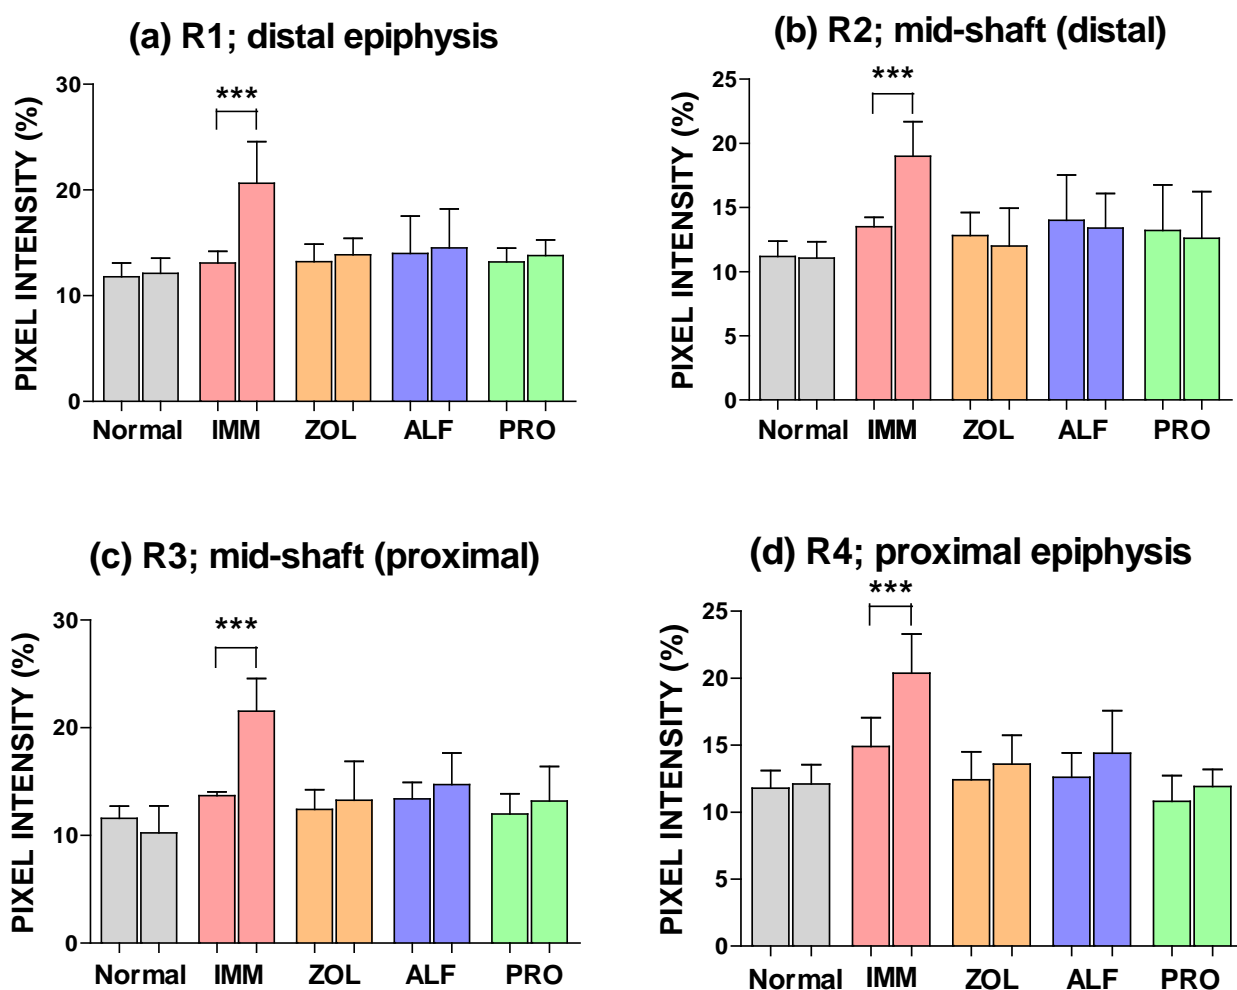 (a) R1; distal epiphysis
PIXEL INTENSITY (%)
30
20
10
0
***
Normal IMM ZOL ALF PRO
(b) R2; mid-shaft (distal)
PIXEL INTENSITY (%)
25
20
15
10
5
0
***
Normal IMM ZOL ALF PRO
(c) R3; mid-shaft (proximal)
PIXEL INTENSITY (%)
30
20
10
0
***
Normal IMM ZOL ALF PRO
(d) R4; proximal epiphysis
PIXEL INTENSITY (%)
25
20
15
10
5
0
***
Normal IMM ZOL ALF PRO